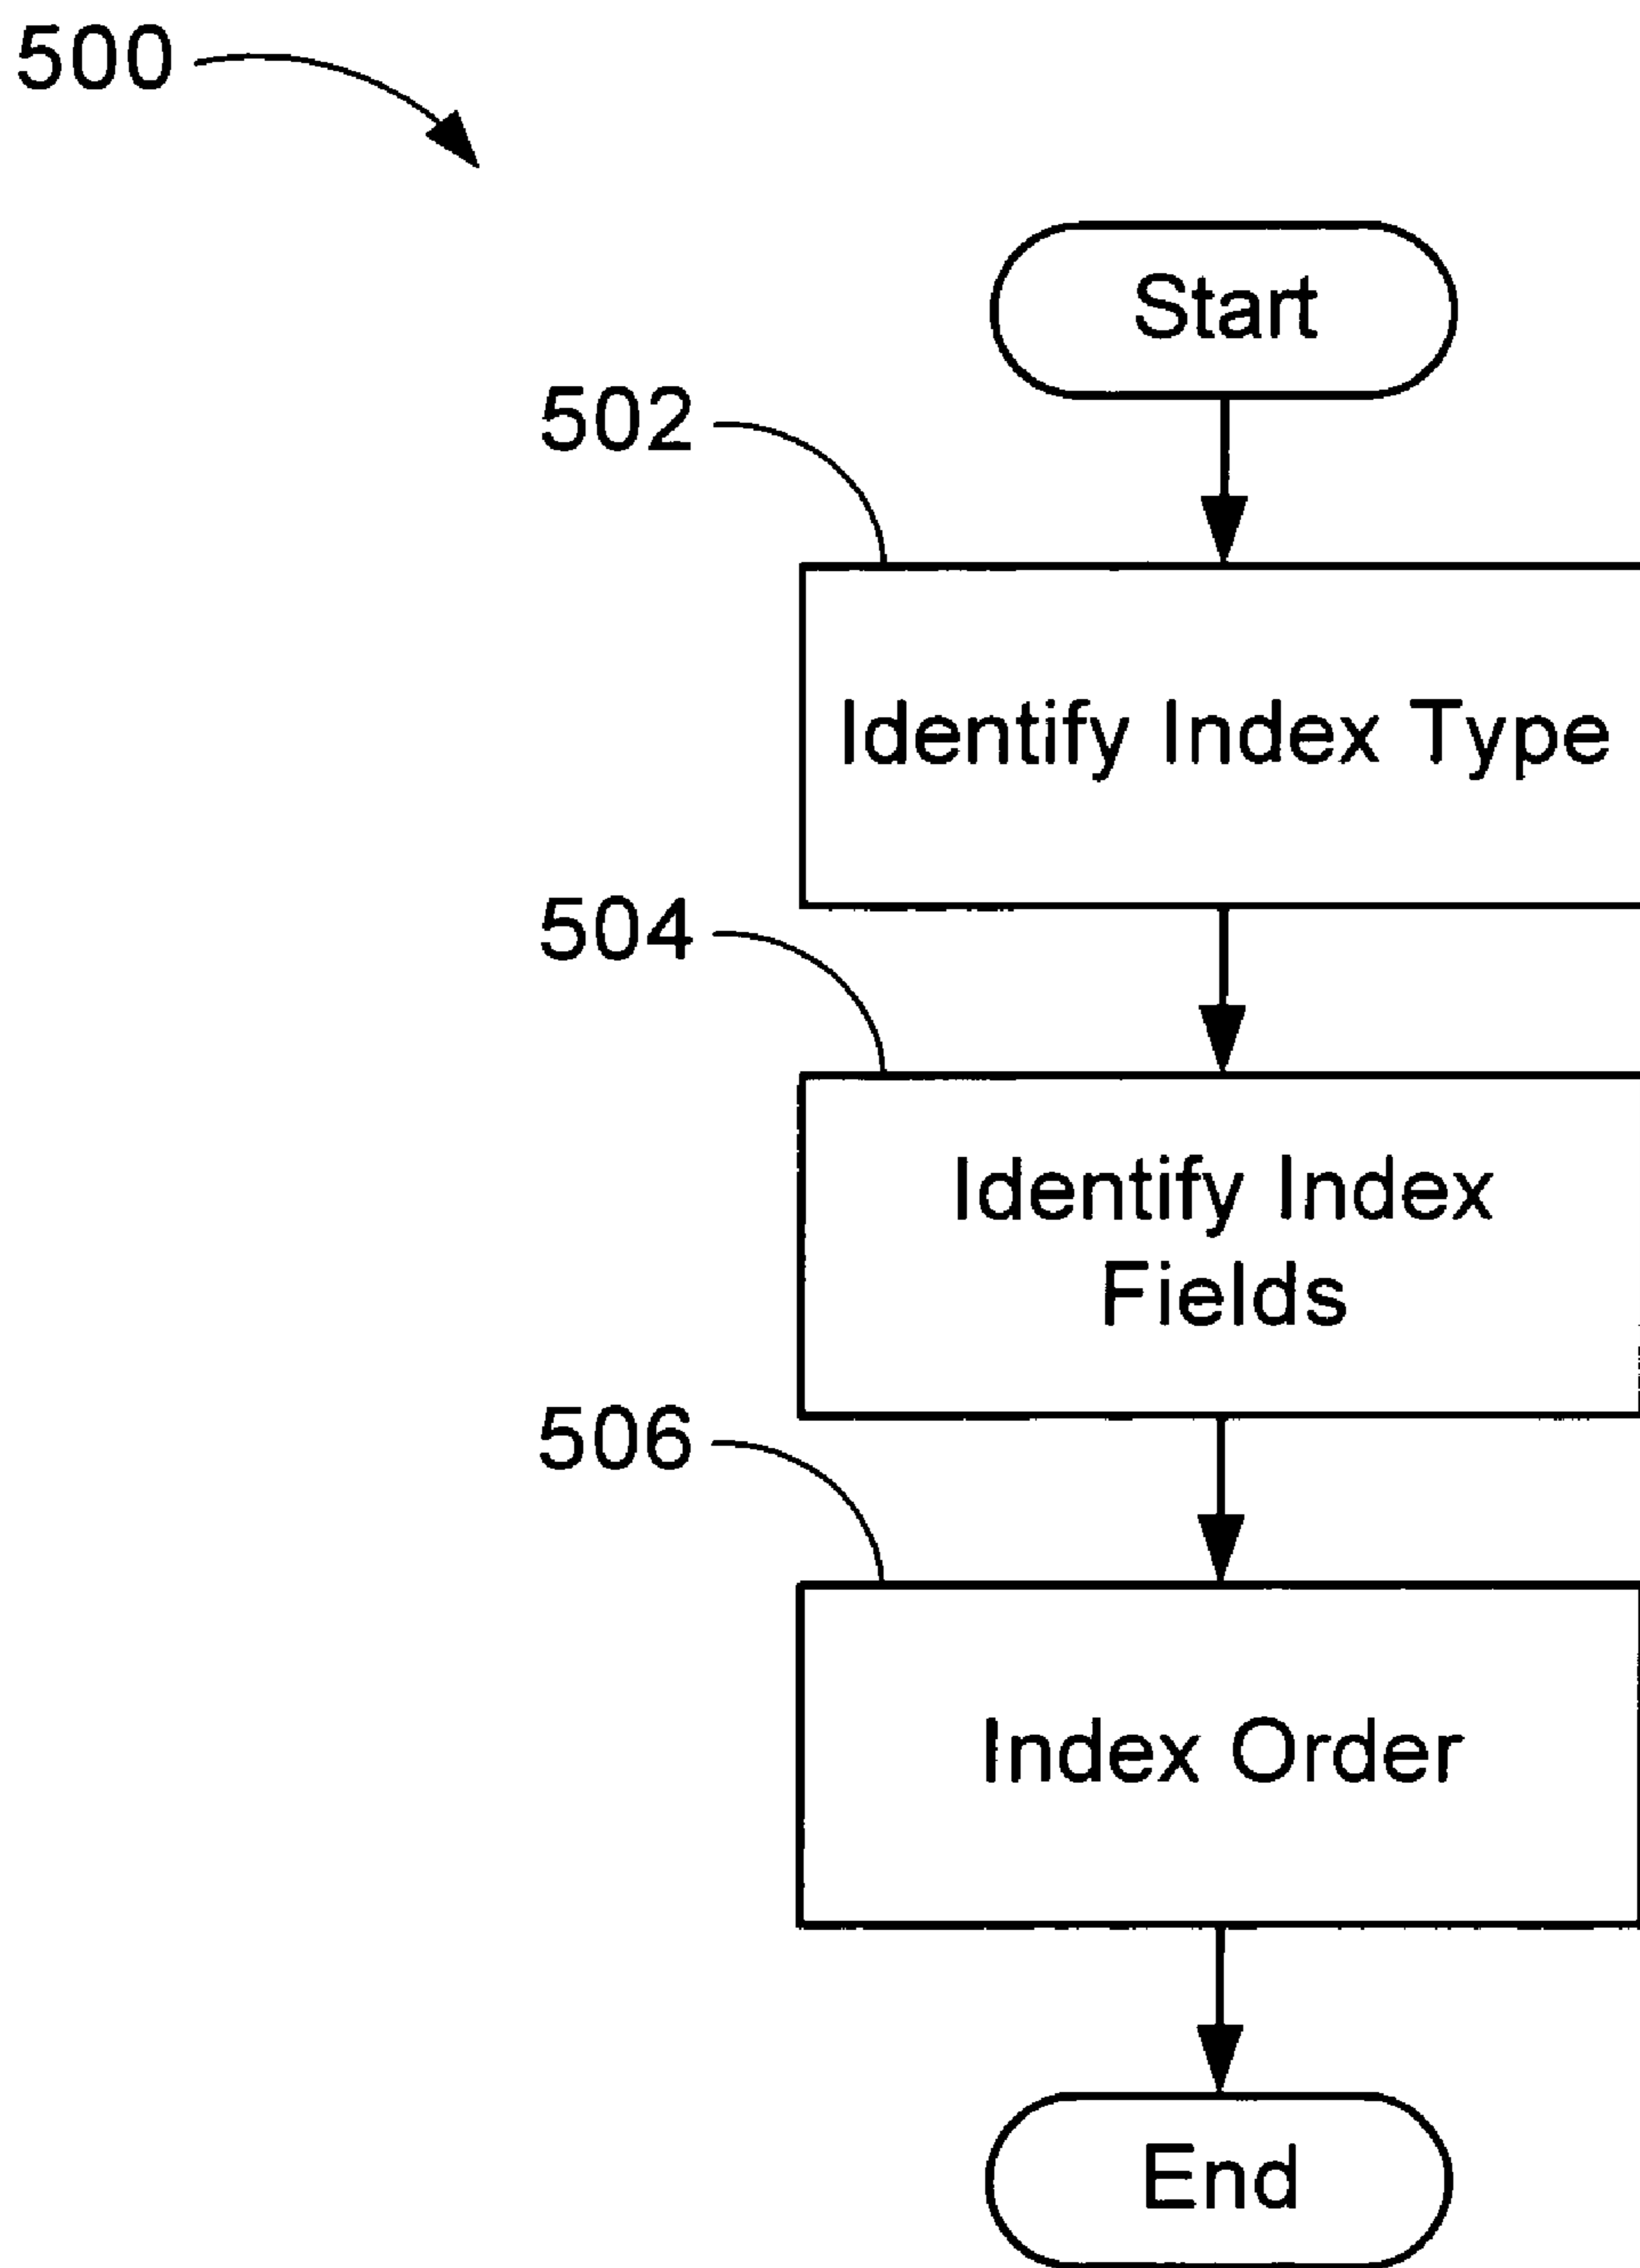 500
Start
502
Identify Index Type
504
Identify Index
Fields
506
Index Order
End